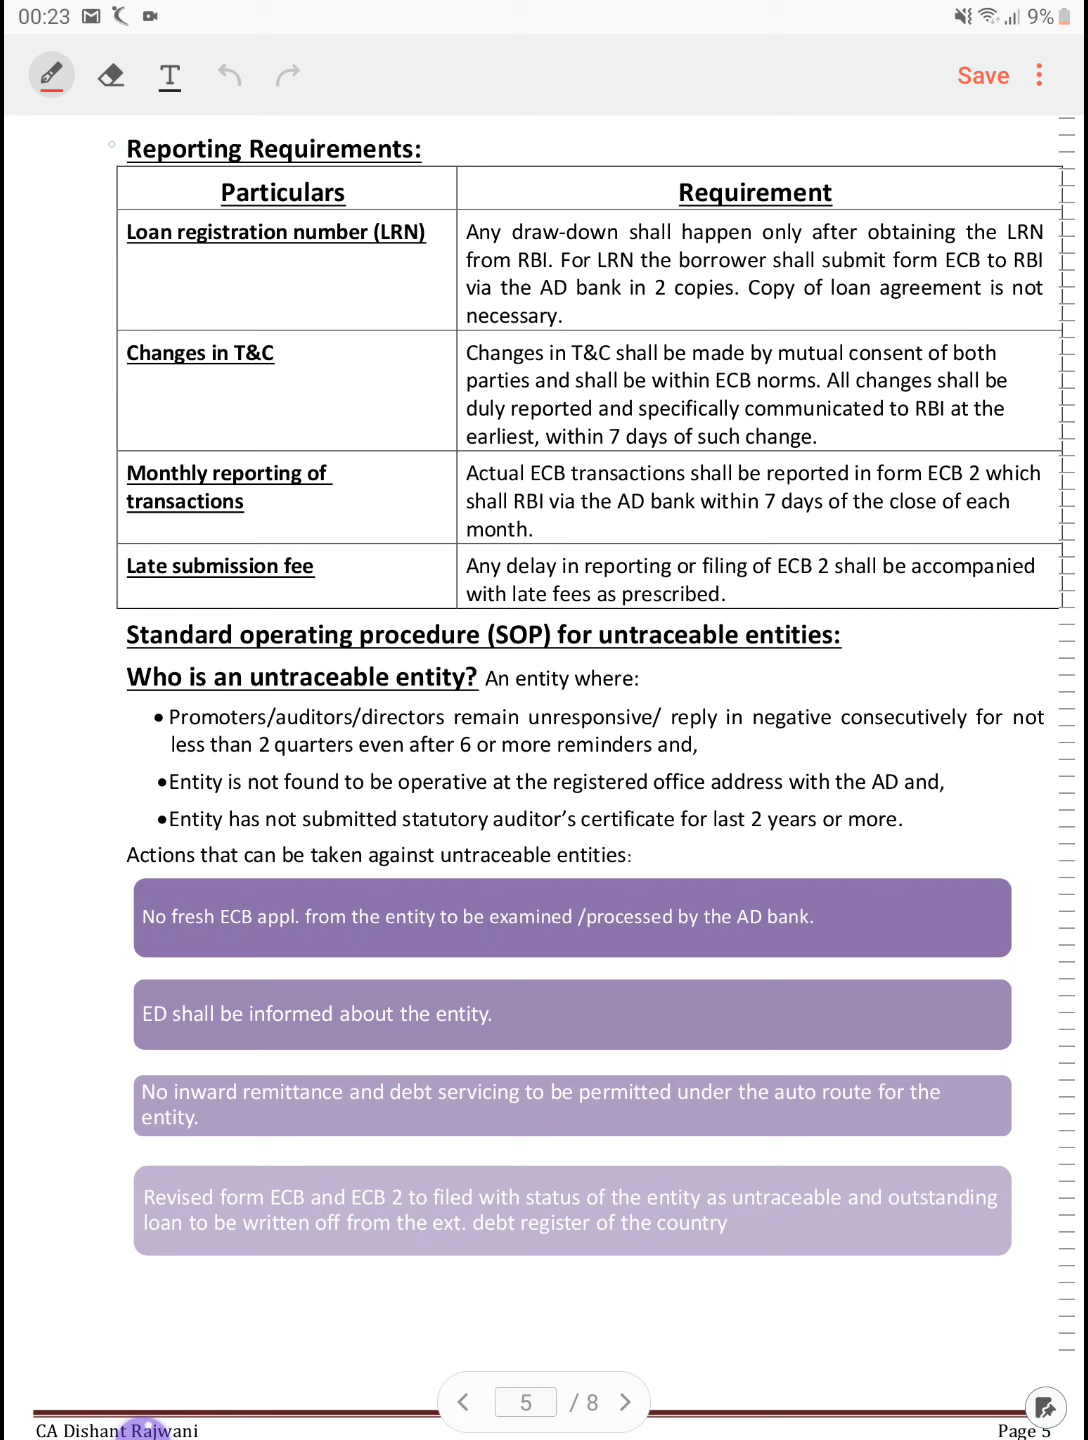 00:23
9%
T
Save
Reporting Requirements:
Particulars
Requirement
Loan registration number (LRN)
Any draw-down shall happen only after obtaining the LRN
from RBI. For LRN the borrower shall submit form ECB to RBI
via the AD bank in 2 copies. Copy of loan agreement is not
necessary.
Changes in T&C
Changes in T&C shall be made by mutual consent of both
parties and shall be within ECB norms. All changes shall be
duly reported and specifically communicated to RBI at the
earliest, within 7 days of such change.
Monthly reporting of
transactions
Actual ECB transactions shall be reported in form ECB 2 which
shall RBI via the AD bank within 7 days of the close of each
month.
Late submission fee
Any delay in reporting or filing of ECB 2 shall be accompanied
with late fees as prescribed.
Standard operating procedure (SOP) for untraceable entities:
Who is an untraceable entity? An entity where:
• Promoters/auditors/directors remain unresponsive/ reply in negative consecutively for not
less than 2 quarters even after 6 or more reminders and,
• Entity is not found to be operative at the registered office address with the AD and,
• Entity has not submitted statutory auditor’s certificate for last 2 years or more.
Actions that can be taken against untraceable entities:
No fresh ECB appl. from the entity to be examined /processed by the AD bank.
ED shall be informed about the entity.
No inward remittance and debt servicing to be permitted under the auto route for the
entity.
Revised form ECB and ECB 2 to filed with status of the entity as untraceable and outstanding
loan to be written off from the ext. debt register of the country
5 / 8
CA Dishant Rajwani
Page 5